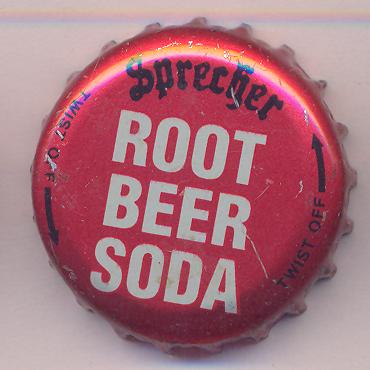 Sprecher
ROOT
BEER
SODA
TWIST OFF
TWIST OFF